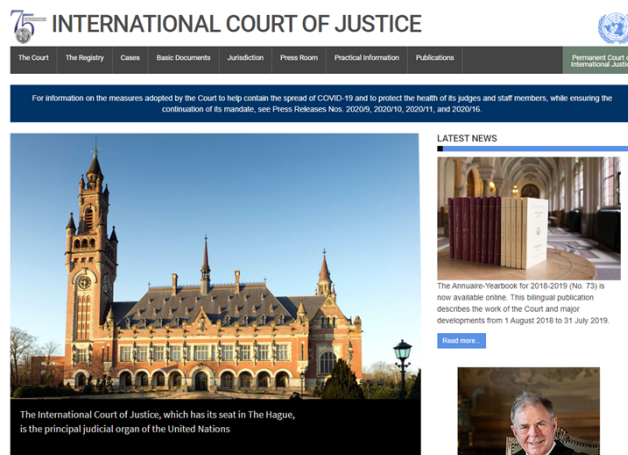 75
INTERNATIONAL COURT OF JUSTICE
The Court
The Registry
Cases
Basic Documents
Jurisdiction
Press Room
Practical Information
Publications
Permanent Court
International Justice
For information on the measures adopted by the Court to help contain the spread of COVID-19 and to protect the health of its judges and staff members, while ensuring the
continuation of its mandate, see Press Releases Nos. 2020/9, 2020/10, 2020/11, and 2020/16.
LATEST NEWS
The Annuaire-Yearbook for 2018-2019 (No. 73) is
now available online. This bilingual publication
describes the work of the Court and major
developments from 1 August 2018 to 31 July 2019.
Read more...
The International Court of Justice, which has its seat in The Hague,
is the principal judicial organ of the United Nations